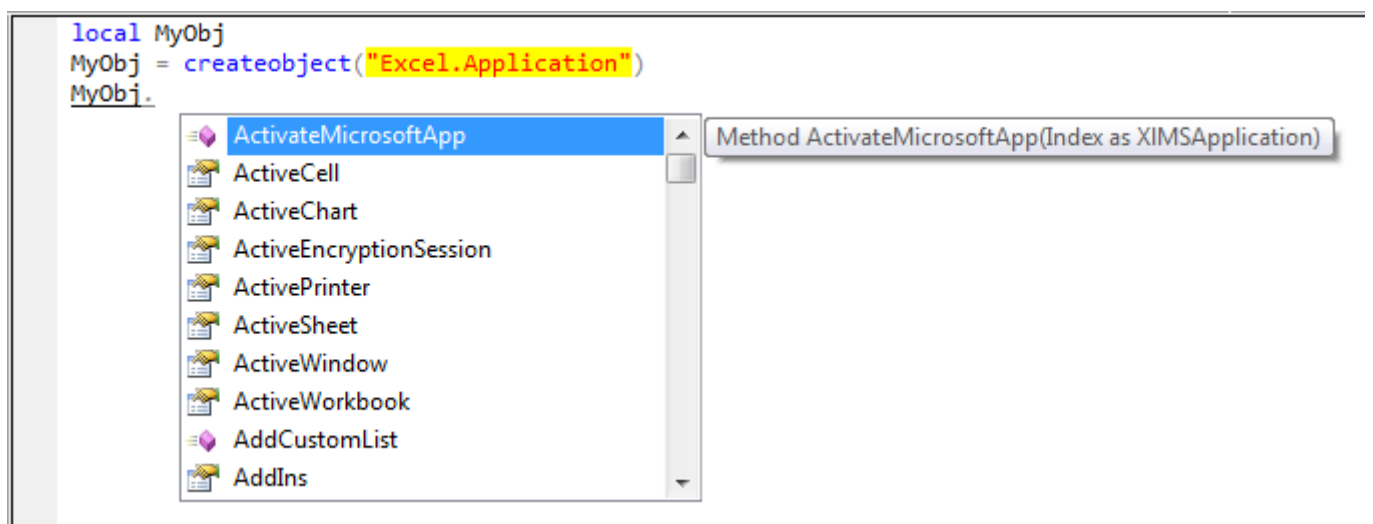 local MyObj
MyObj = createobject("Excel.Application")
MyObj.
ActivateMicrosoftApp
Method ActivateMicrosoftApp(Index as XlMSApplication)
ActiveCell
ActiveChart
ActiveEncryptionSession
ActivePrinter
ActiveSheet
ActiveWindow
ActiveWorkbook
AddCustomList
AddIns